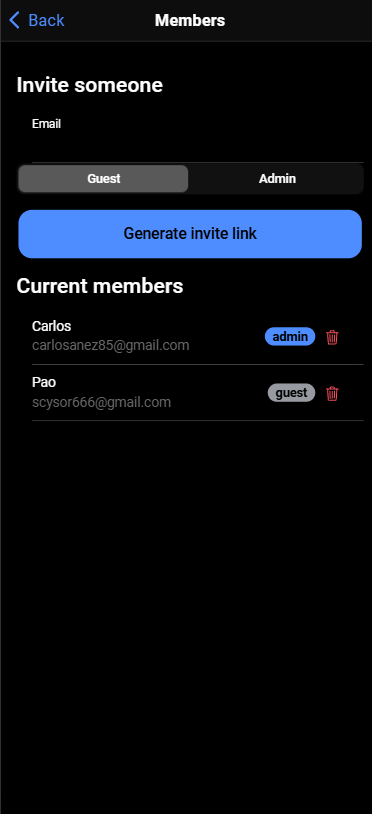 Back
Members
Invite someone
Email
Guest
Admin
Generate invite link
Current members
Carlos
carlosanez85@gmail.com
admin
Pao
scysor666@gmail.com
guest